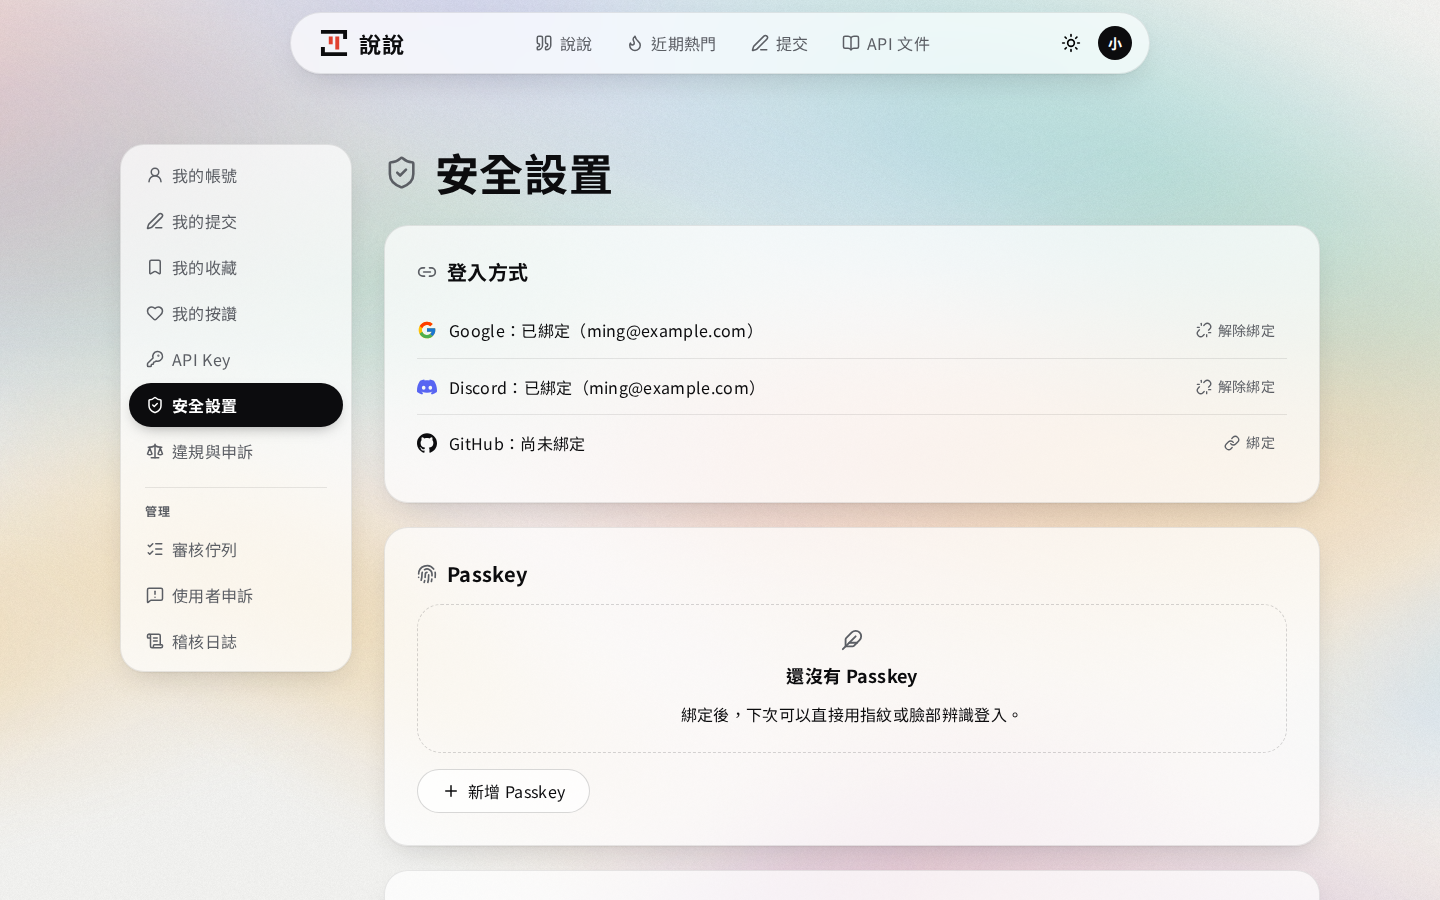 說說
說說
近期熱門
提交
API 文件
小
我的帳號
我的提交
我的收藏
我的按讚
API Key
安全設置
違規與申訴
管理
審核佇列
使用者申訴
稽核日誌
安全設置
登入方式
Google：已綁定（ming@example.com）
解除綁定
Discord：已綁定（ming@example.com）
解除綁定
GitHub：尚未綁定
綁定
Passkey
還沒有 Passkey
綁定後，下次可以直接用指紋或臉部辨識登入。
新增 Passkey